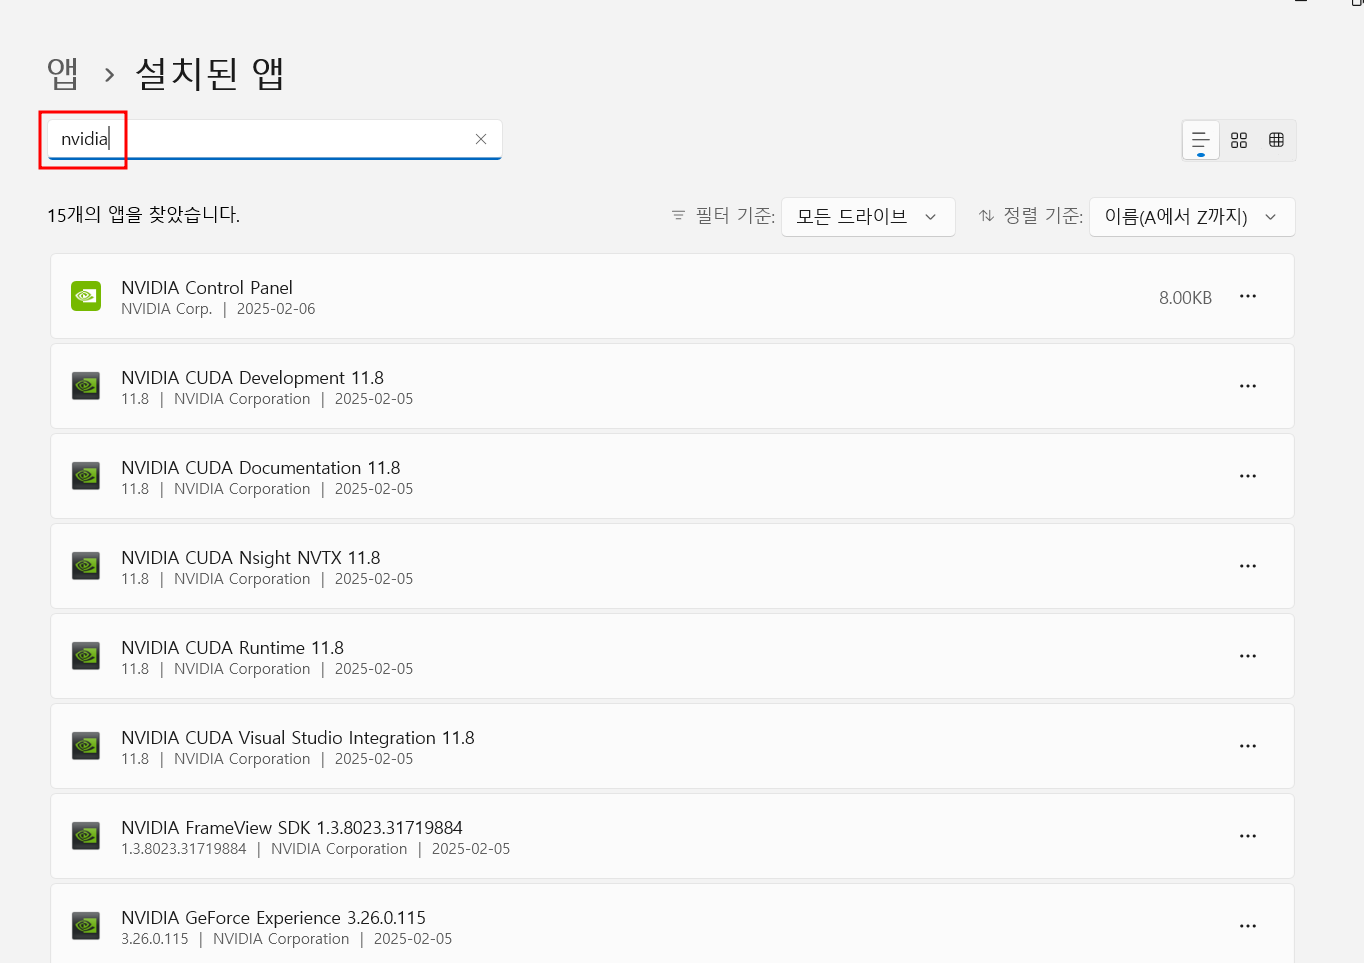 앱 › 설치된 앱
nvidia
15개의 앱을 찾았습니다.
필터 기준: 모든 드라이브 정렬 기준: 이름(A에서 Z까지)
NVIDIA Control Panel
NVIDIA Corp. | 2025-02-06
8.00KB
NVIDIA CUDA Development 11.8
11.8 | NVIDIA Corporation | 2025-02-05
NVIDIA CUDA Documentation 11.8
11.8 | NVIDIA Corporation | 2025-02-05
NVIDIA CUDA Nsight NVTX 11.8
11.8 | NVIDIA Corporation | 2025-02-05
NVIDIA CUDA Runtime 11.8
11.8 | NVIDIA Corporation | 2025-02-05
NVIDIA CUDA Visual Studio Integration 11.8
11.8 | NVIDIA Corporation | 2025-02-05
NVIDIA FrameView SDK 1.3.8023.31719884
1.3.8023.31719884 | NVIDIA Corporation | 2025-02-05
NVIDIA GeForce Experience 3.26.0.115
3.26.0.115 | NVIDIA Corporation | 2025-02-05